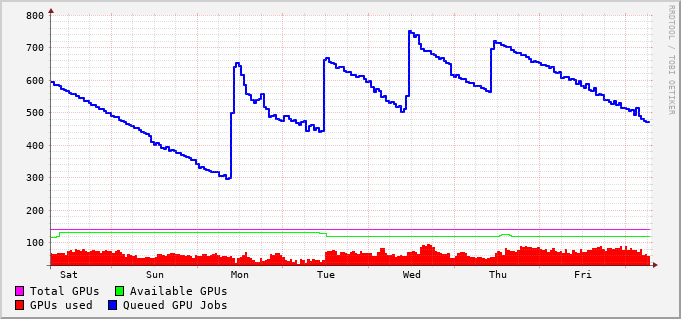 800
700
600
500
400
300
200
100
Sat Sun Mon Tue Wed Thu Fri
Total GPUs Available GPUs
GPUs used Queued GPU Jobs
RRDTOOL / TOBI OETIKER